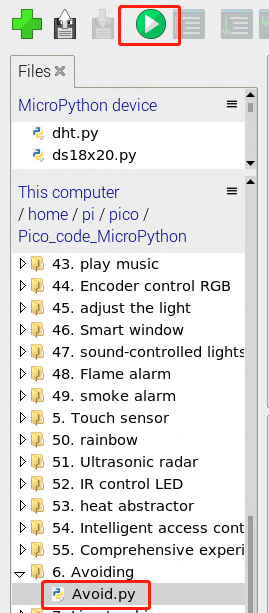 Files
MicroPython device
dht.py
ds18x20.py
This computer
/ home / pi / pico /
Pico_code_MicroPython
43. play music
44. Encoder control RGB
45. adjust the light
46. Smart window
47. sound-controlled lights
48. Flame alarm
49. smoke alarm
5. Touch sensor
50. rainbow
51. Ultrasonic radar
52. IR control LED
53. heat abstractor
54. Intelligent access cont
55. Comprehensive experi
6. Avoiding
Avoid.py